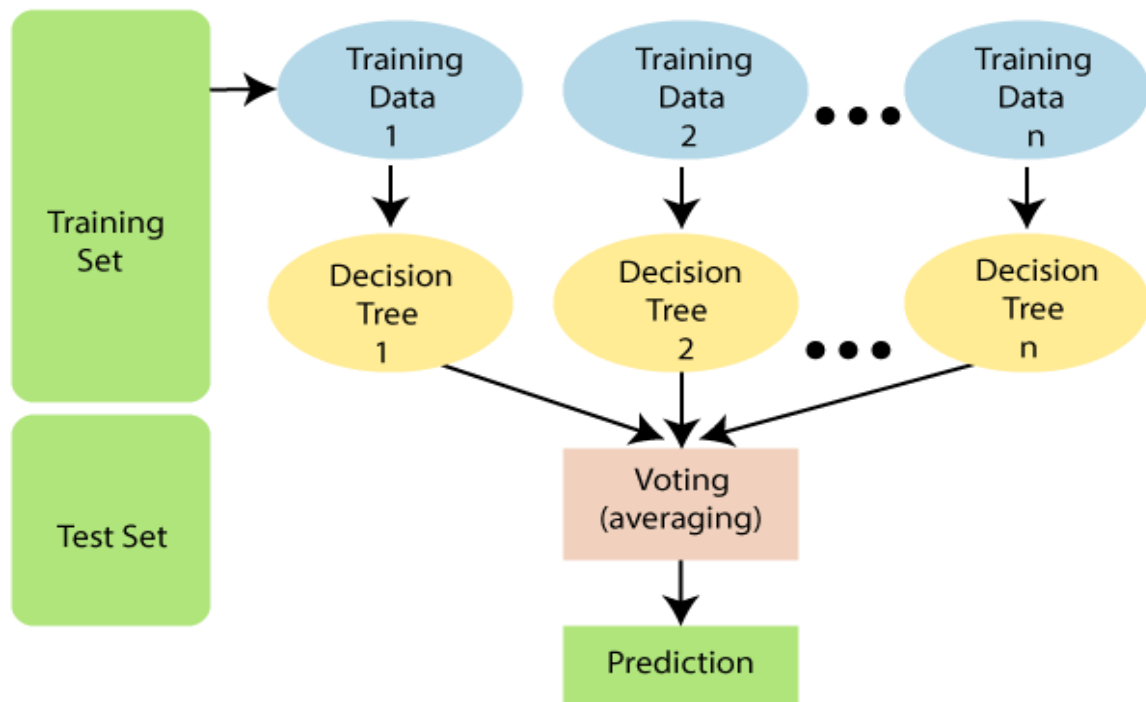 Training
Set
Test Set
Training
Data
1
Training
Data
2
Training
Data
n
Decision
Tree
1
Decision
Tree
2
Decision
Tree
n
Voting
(averaging)
Prediction